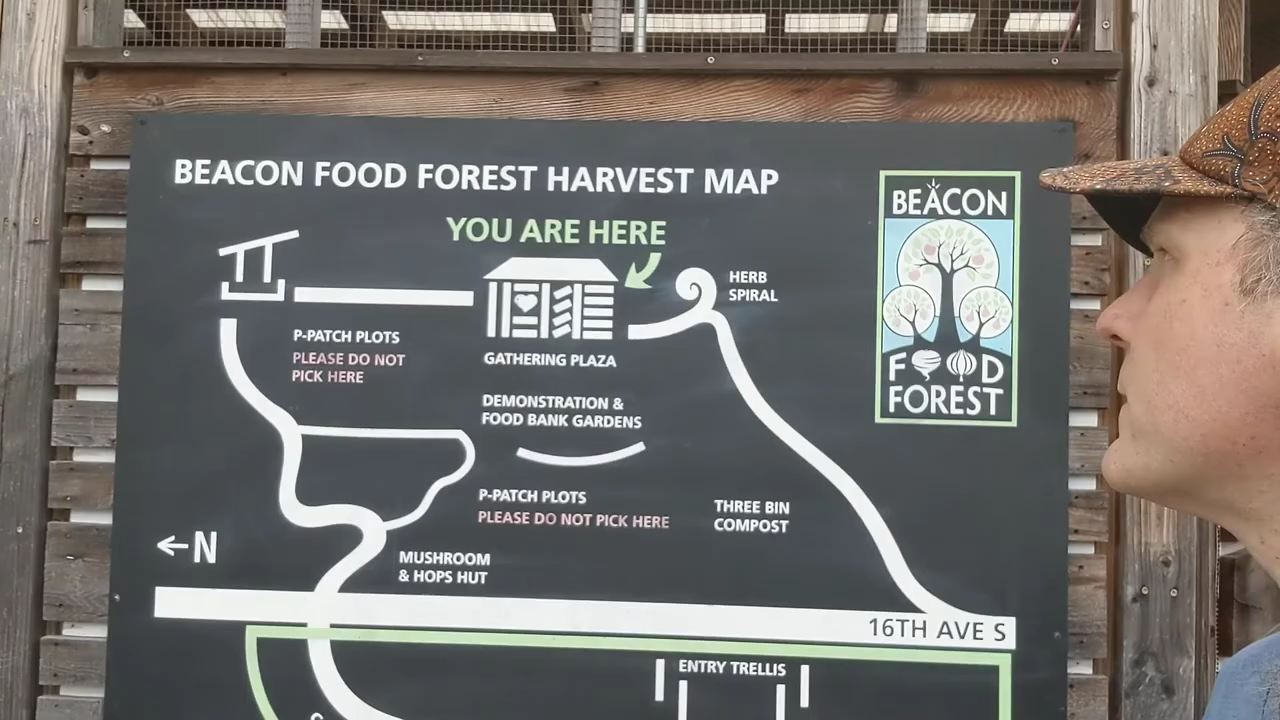 BEACON FOOD FOREST HARVEST MAP
YOU ARE HERE
BEACON
FOOD
FOREST
HERB
SPIRAL
P-PATCH PLOTS
PLEASE DO NOT
PICK HERE
GATHERING PLAZA
DEMONSTRATION &
FOOD BANK GARDENS
P-PATCH PLOTS
PLEASE DO NOT PICK HERE
THREE BIN
COMPOST
←N
MUSHROOM
& HOPS HUT
16TH AVE S
ENTRY TRELLIS